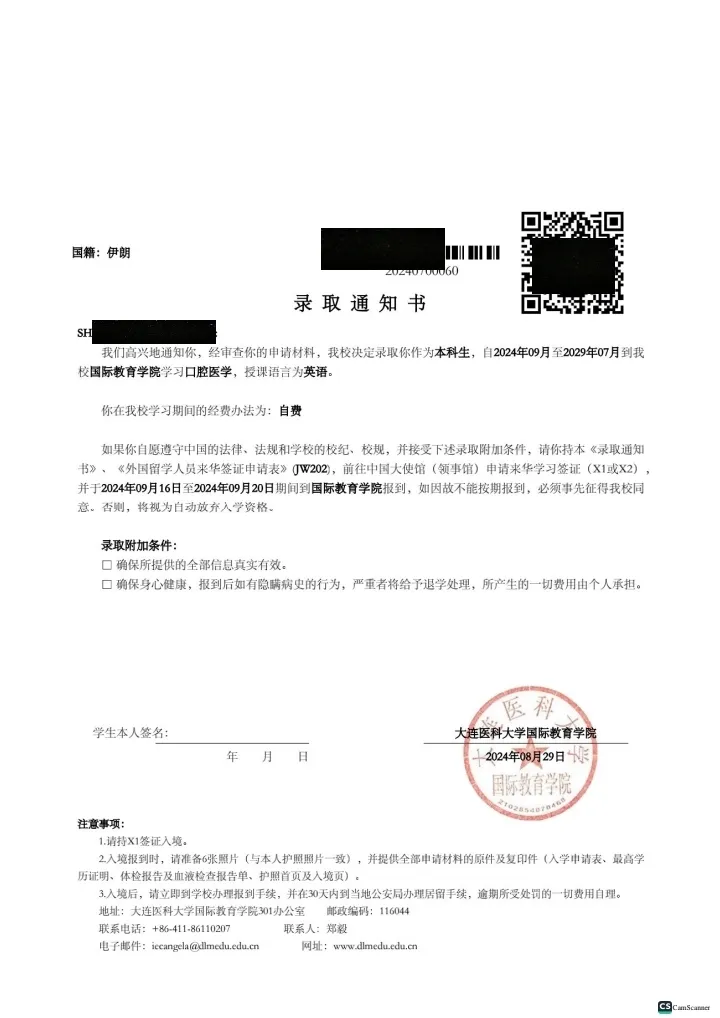 国籍：伊朗
20240700060
录取通知书
SH
我们高兴地通知你，经审查你的申请材料，我校决定录取你作为本科生，自2024年09月至2029年07月到我
校国际教育学院学习口腔医学，授课语言为英语。
你在我校学习期间的经费办法为：自费
如果你自愿遵守中国的法律、法规和学校的校纪、校规，并接受下述录取附加条件，请你持本《录取通知
书》、《外国留学人员来华签证申请表》(JW202)，前往中国大使馆（领事馆）申请来华学习签证（X1或X2），
并于2024年09月16日至2024年09月20日期间到国际教育学院报到，如因故不能按期报到，必须事先征得我校同
意。否则，将视为自动放弃入学资格。
录取附加条件：
□ 确保所提供的全部信息真实有效。
□ 确保身心健康，报到后如有隐瞒病史的行为，严重者将给予退学处理，所产生的一切费用由个人承担。
大连医科大学
学生本人签名：
大连医科大学国际教育学院
年 月 日
2024年08月29日
国际教育学院
注意事项：
1.请持X1签证入境。
2.入境报到时，请准备6张照片（与本人护照照片一致），并提供全部申请材料的原件及复印件（入学申请表、最高学
历证明、体检报告及血液检查报告单、护照首页及入境页）。
3.入境后，请立即到学校办理报到手续，并在30天内到当地公安局办理居留手续，逾期所受处罚的一切费用自理。
地址：大连医科大学国际教育学院301办公室 邮政编码：116044
联系电话：+86-411-86110207 联系人：郑毅
电子邮件：iecangela@dlmedu.edu.cn 网址：www.dlmedu.edu.cn
CS CamScanner